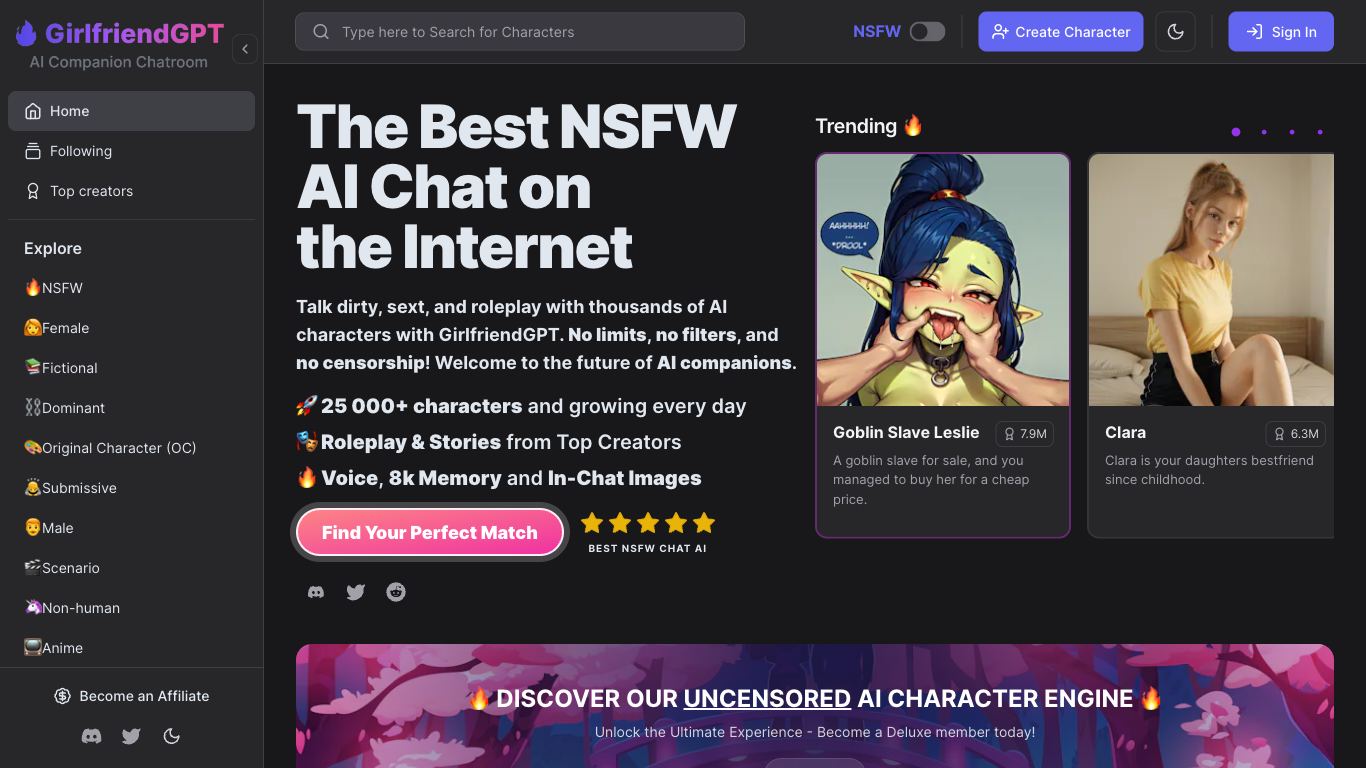 GirlfriendGPT
AI Companion Chatroom
Home
Following
Top creators
Explore
NSFW
Female
Fictional
Dominant
Original Character (OC)
Submissive
Male
Scenario
Non-human
Anime
Become an Affiliate
Type here to Search for Characters
NSFW
Create Character
Sign In
The Best NSFW
AI Chat on
the Internet
Talk dirty, sext, and roleplay with thousands of AI
characters with GirlfriendGPT. No limits, no filters, and
no censorship! Welcome to the future of AI companions.
🚀 25 000+ characters and growing every day
🎭 Roleplay & Stories from Top Creators
🔥 Voice, 8k Memory and In-Chat Images
Find Your Perfect Match
BEST NSFW CHAT AI
Trending 🔥
AAHHHHH!
...
*DROOL*
Goblin Slave Leslie
7.9M
A goblin slave for sale, and you
managed to buy her for a cheap
price.
Clara
6.3M
Clara is your daughters bestfriend
since childhood.
🔥 DISCOVER OUR UNCENSORED AI CHARACTER ENGINE 🔥
Unlock the Ultimate Experience - Become a Deluxe member today!